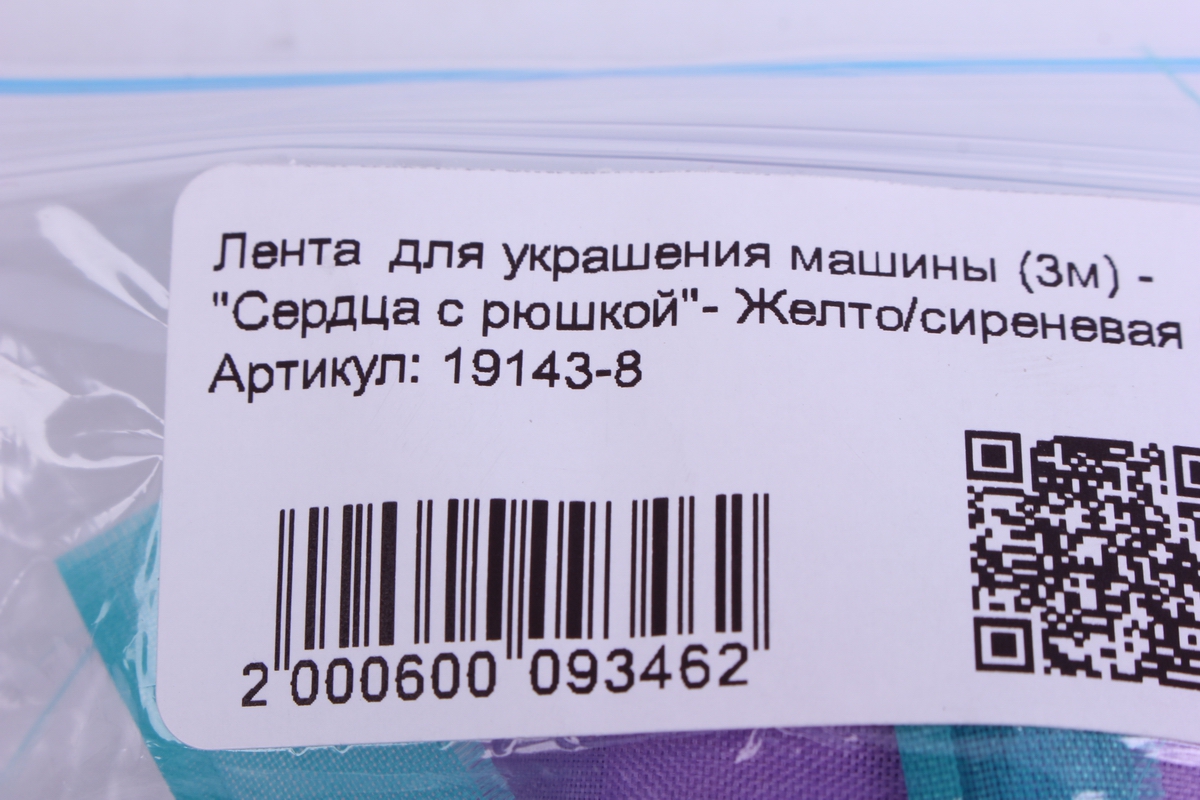 Лента для украшения машины (3м) -
"Сердца с рюшкой"- Желто/сиреневая
Артикул: 19143-8
2 000600 093462